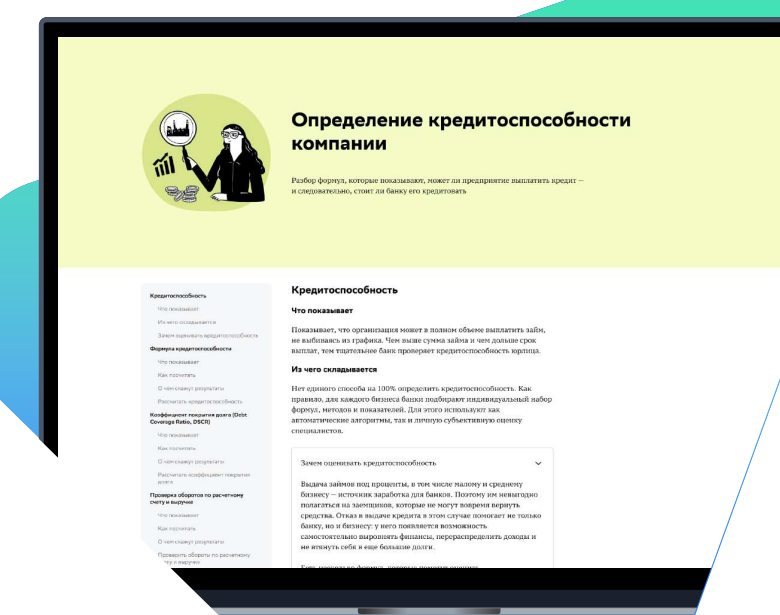 Определение кредитоспособности
компании
Разбор формул, которые показывают, может ли предприятие выплатить кредит —
и следовательно, стоит ли банку его кредитовать
Кредитоспособность
Что показывает
Из чего складывается
Зачем оценивать кредитоспособность
Формула кредитоспособности
Что показывает
Как посчитать
О чем скажут результаты
Рассчитать кредитоспособность
Коэффициент покрытия долга (Debt
Coverage Ratio, DSCR)
Что показывает
Как посчитать
О чем скажут результаты
Рассчитать коэффициент покрытия
долга
Проверка оборотов по расчетному
счету и выручке
Что показывает
Как посчитать
О чем скажут результаты
Проверить обороты по расчетному
счету и выручке
Кредитоспособность
Что показывает
Показывает, что организация может в полном объеме выплатить займ,
не выбиваясь из графика. Чем выше сумма займа и чем дольше срок
выплат, тем тщательнее банк проверяет кредитоспособность юрлица.
Из чего складывается
Нет единого способа на 100% определить кредитоспособность. Как
правило, для каждого бизнеса банки подбирают индивидуальный набор
формул, методов и показателей. Для этого используют как
автоматические алгоритмы, так и личную субъективную оценку
специалистов.
Зачем оценивать кредитоспособность
Выдача займов под проценты, в том числе малому и среднему
бизнесу — источник заработка для банков. Поэтому им невыгодно
полагаться на заемщиков, которые не могут вовремя вернуть
средства. Отказ в выдаче кредита в этом случае помогает не только
банку, но и бизнесу: у него появляется возможность
самостоятельно выровнять финансы, перераспределить доходы и
не втянуть себя в еще большие долги.